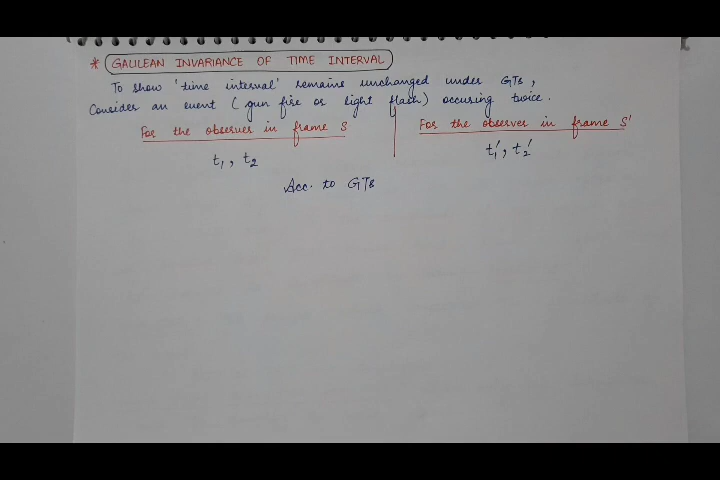 * GALILEAN INVARIANCE OF TIME INTERVAL
To show 'time interval' remains unchanged under GTs,
Consider an event (gun fire or light flash) occuring twice.
For the observer in frame S
For the observer in frame S'
t₁, t₂
t₁', t₂'
Acc. to GTs